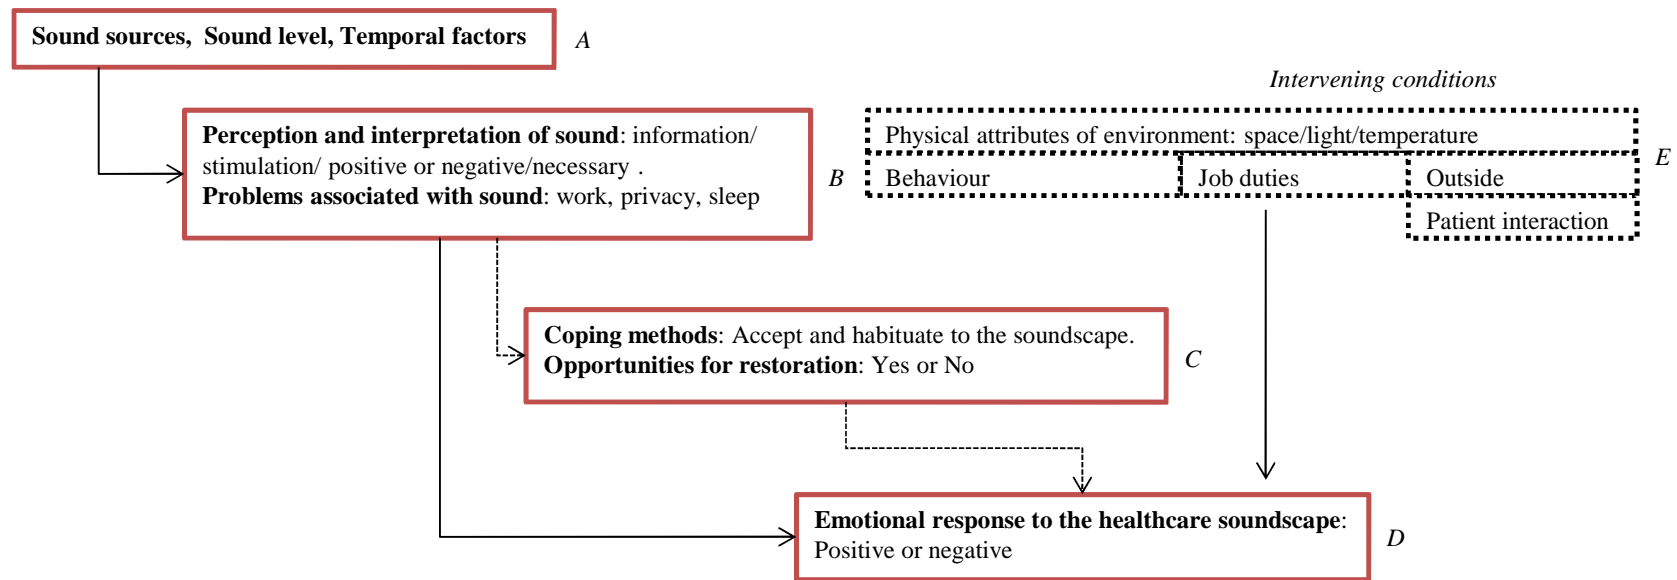 Sound sources,  Sound level, Temporal factors
A
Intervening conditions
Perception and interpretation of sound: information/
stimulation/ positive or negative/necessary .
Problems associated with sound: work, privacy, sleep
B
Physical attributes of environment: space/light/temperature
Behaviour
Job duties
Outside
Patient interaction
E
Coping methods: Accept and habituate to the soundscape.
Opportunities for restoration: Yes or No
C
Emotional response to the healthcare soundscape:
Positive or negative
D